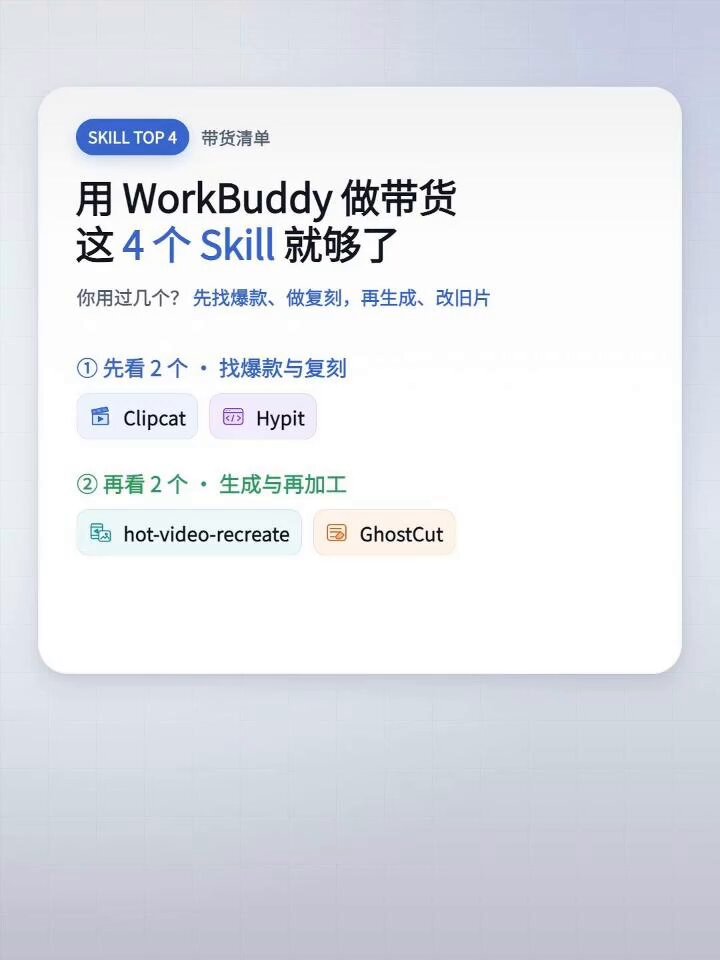 SKILL TOP 4 带货清单
用 WorkBuddy 做带货
这 4 个 Skill 就够了
你用过几个？ 先找爆款、做复刻，再生成、改旧片
① 先看 2 个 · 找爆款与复刻
Clipcat Hypit
② 再看 2 个 · 生成与再加工
hot-video-recreate GhostCut